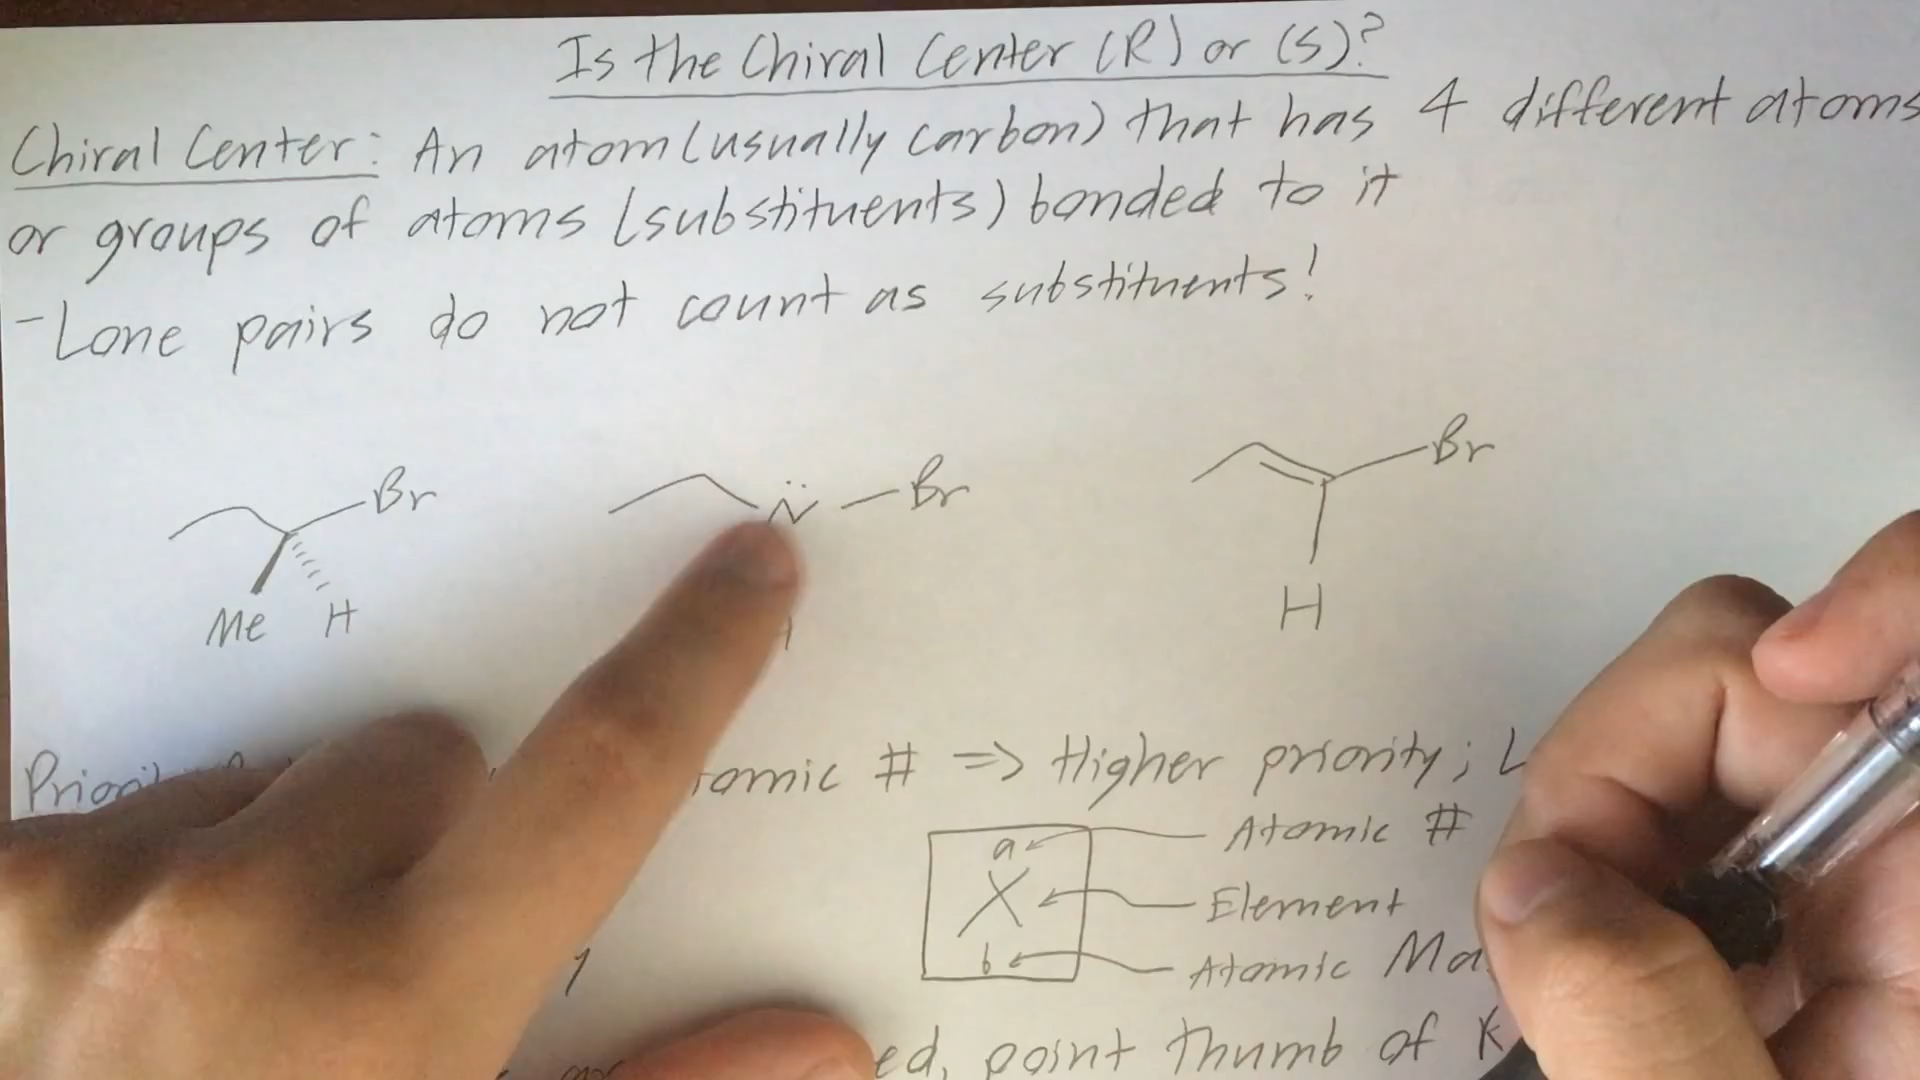 Is the Chiral Center (R) or (S)?
Chiral Center: An atom (usually carbon) that has 4 different atoms
or groups of atoms (substituents) bonded to it
- Lone pairs do not count as substituents!
Br
N
Br
Br
Me
H
H
# => Higher priority;
a
Atomic #
X
Element
b
Atomic
point thumb of